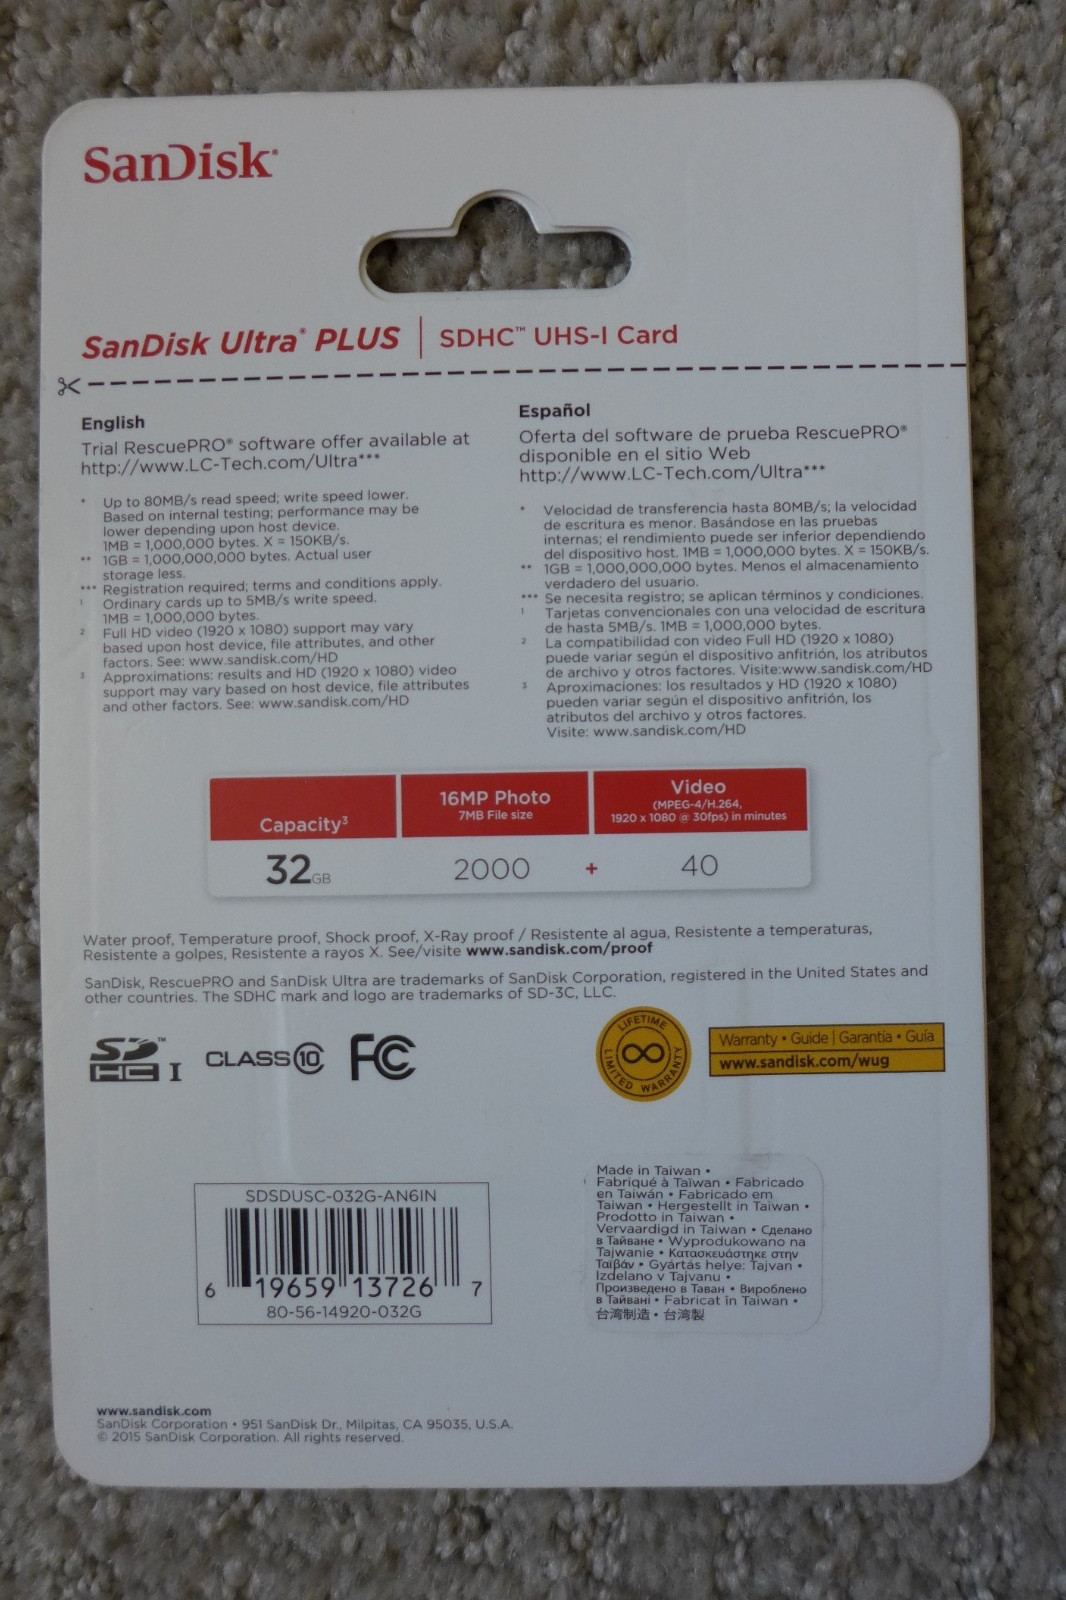 SanDisk®
SanDisk Ultra® PLUS | SDHC™ UHS-I Card
English
Trial RescuePRO® software offer available at
http://www.LC-Tech.com/Ultra***
* Up to 80MB/s read speed; write speed lower.
Based on internal testing; performance may be
lower depending upon host device.
1MB = 1,000,000 bytes. X = 150KB/s.
** 1GB = 1,000,000,000 bytes. Actual user
storage less.
*** Registration required; terms and conditions apply.
1 Ordinary cards up to 5MB/s write speed.
1MB = 1,000,000 bytes.
2 Full HD video (1920 x 1080) support may vary
based upon host device, file attributes, and other
factors. See: www.sandisk.com/HD
3 Approximations: results and HD (1920 x 1080) video
support may vary based on host device, file attributes
and other factors. See: www.sandisk.com/HD
Español
Oferta del software de prueba RescuePRO®
disponible en el sitio Web
http://www.LC-Tech.com/Ultra***
* Velocidad de transferencia hasta 80MB/s; la velocidad
de escritura es menor. Basándose en las pruebas
internas; el rendimiento puede ser inferior dependiendo
del dispositivo host. 1MB = 1,000,000 bytes. X = 150KB/s.
** 1GB = 1,000,000,000 bytes. Menos el almacenamiento
verdadero del usuario.
*** Se necesita registro; se aplican términos y condiciones.
1 Tarjetas convencionales con una velocidad de escritura
de hasta 5MB/s. 1MB = 1,000,000 bytes.
2 La compatibilidad con video Full HD (1920 x 1080)
puede variar según el dispositivo anfitrión, los atributos
de archivo y otros factores. Visite:www.sandisk.com/HD
3 Aproximaciones: los resultados y HD (1920 x 1080)
pueden variar según el dispositivo anfitrión, los
atributos del archivo y otros factores.
Visite: www.sandisk.com/HD
Capacity3
16MP Photo
7MB File size
Video
(MPEG-4/H.264,
1920 x 1080 @ 30fps) in minutes
32GB 2000 + 40
Water proof, Temperature proof, Shock proof, X-Ray proof / Resistente al agua, Resistente a temperaturas,
Resistente a golpes, Resistente a rayos X. See/visite www.sandisk.com/proof
SanDisk, RescuePRO and SanDisk Ultra are trademarks of SanDisk Corporation, registered in the United States and
other countries. The SDHC mark and logo are trademarks of SD-3C, LLC.
SD™
HC I
CLASS 10
FC
LIFETIME
LIMITED WARRANTY
Warranty • Guide | Garantía • Guía
www.sandisk.com/wug
SDSDUSC-032G-AN6IN
6 19659 13726 7
80-56-14920-032G
Made in Taiwan •
Fabriqué à Taïwan • Fabricado
en Taiwán • Fabricado em
Taiwan • Hergestellt in Taiwan •
Prodotto in Taiwan •
Vervaardigd in Taiwan • Сделано
в Тайване • Wyprodukowano na
Tajwanie • Κατασκευάστηκε στην
Ταϊβάν • Gyártás helye: Tajvan •
Izdelano v Tajvanu •
Произведено в Таван • Вироблено
в Тайвані • Fabricat în Taiwan •
台湾制造 • 台灣製
www.sandisk.com
SanDisk Corporation • 951 SanDisk Dr., Milpitas, CA 95035, U.S.A.
© 2015 SanDisk Corporation. All rights reserved.